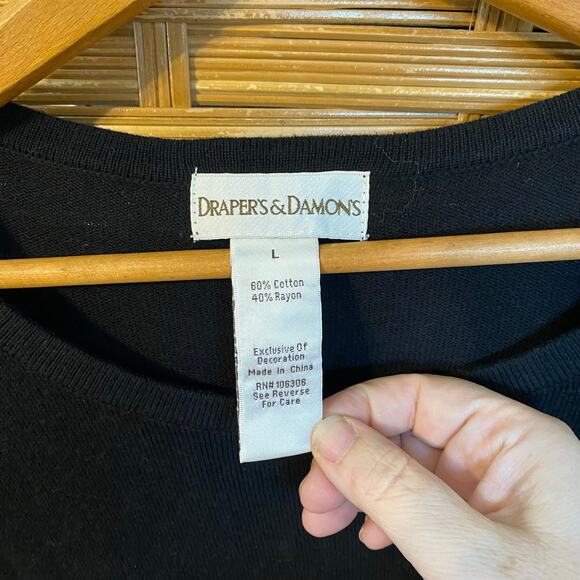 DRAPER'S & DAMON'S
L
60% Cotton
40% Rayon
Exclusive Of
Decoration
Made in China
RN# 106306
See Reverse
For Care